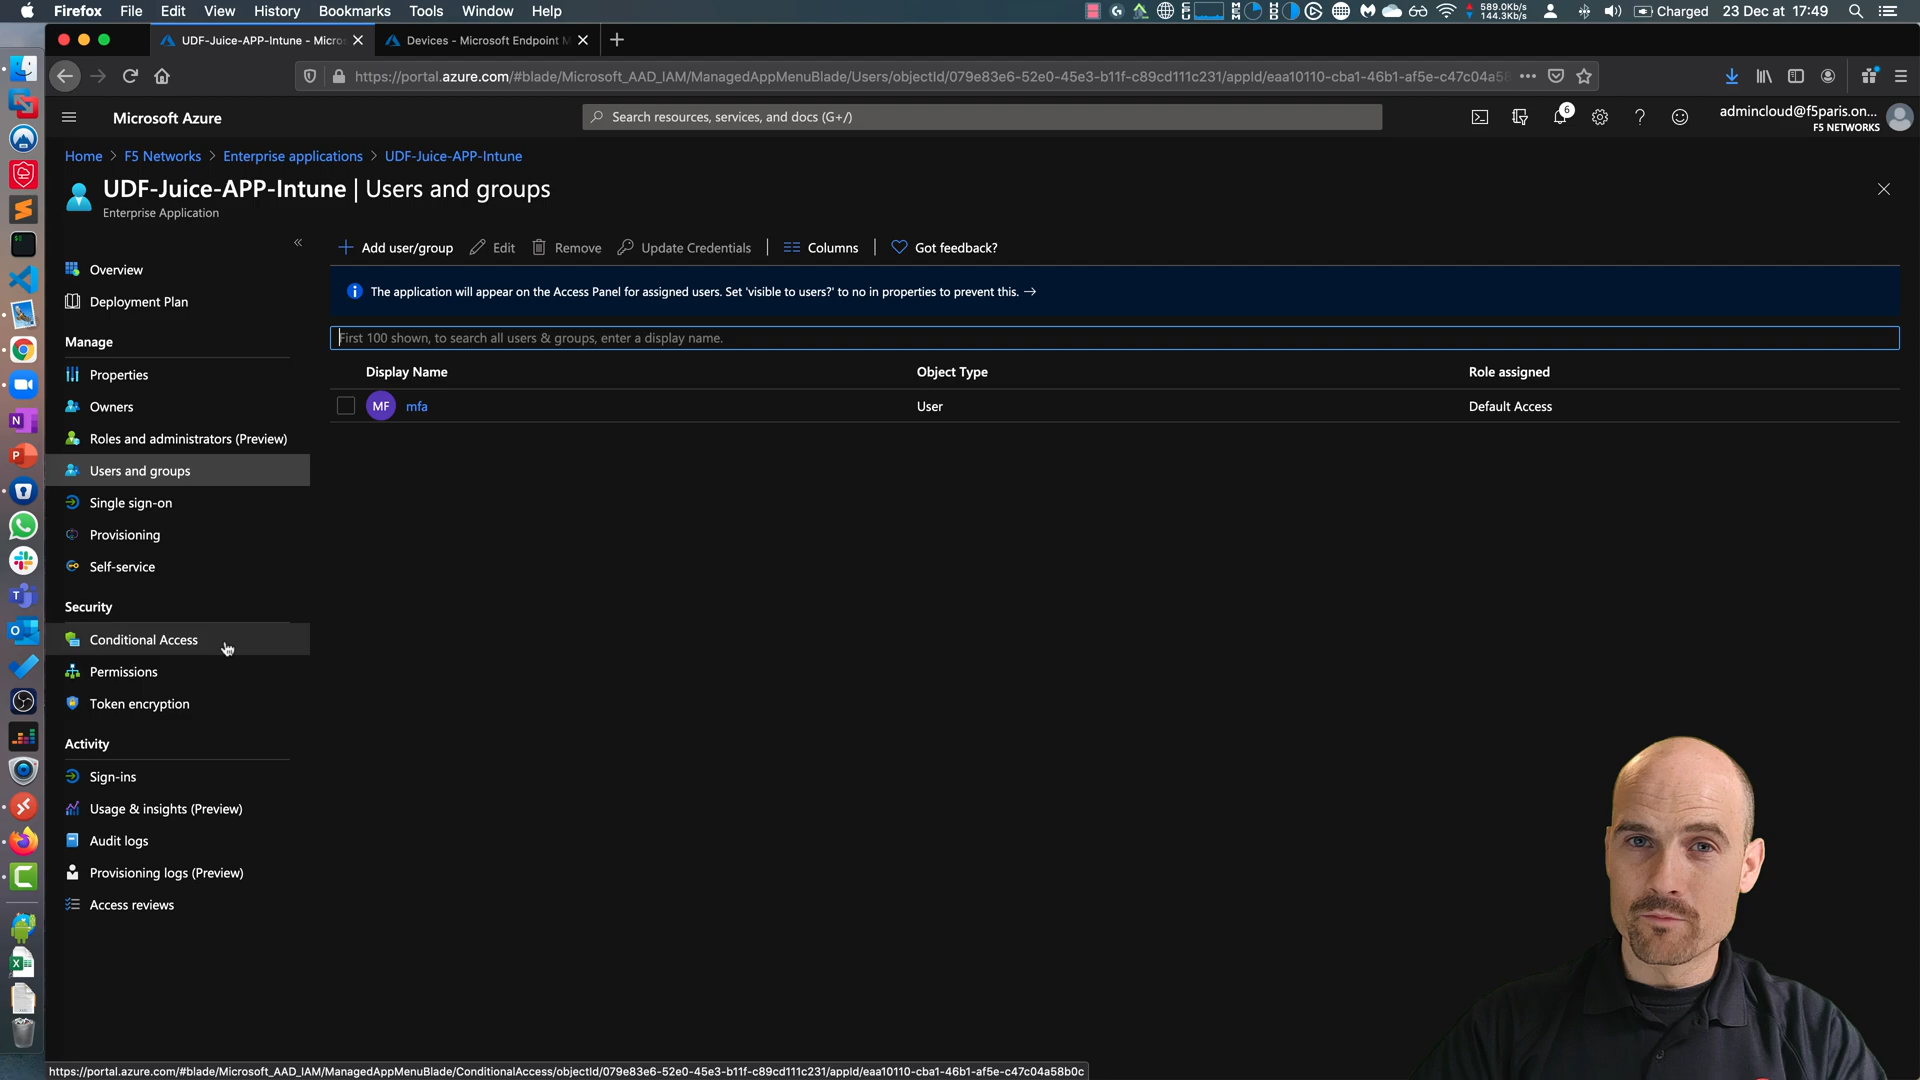 Firefox File Edit View History Bookmarks Tools Window Help
589.0Kb/s
144.3Kb/s
Charged 23 Dec at 17:49
UDF-Juice-APP-Intune - Micro
Devices - Microsoft Endpoint M
https://portal.azure.com/#blade/Microsoft_AAD_IAM/ManagedAppMenuBlade/Users/objectId/079e83e6-52e0-45e3-b11f-c89cd111c231/appId/eaa10110-cba1-46b1-af5e-c47c04a58
Microsoft Azure
Search resources, services, and docs (G+/)
6
admincloud@f5paris.on...
F5 NETWORKS
Home > F5 Networks > Enterprise applications > UDF-Juice-APP-Intune
UDF-Juice-APP-Intune | Users and groups
Enterprise Application
«
Add user/group Edit Remove Update Credentials Columns Got feedback?
Overview
Deployment Plan
Manage
Properties
Owners
Roles and administrators (Preview)
Users and groups
Single sign-on
Provisioning
Self-service
Security
Conditional Access
Permissions
Token encryption
Activity
Sign-ins
Usage & insights (Preview)
Audit logs
Provisioning logs (Preview)
Access reviews
The application will appear on the Access Panel for assigned users. Set 'visible to users?' to no in properties to prevent this. →
First 100 shown, to search all users & groups, enter a display name.
Display Name Object Type Role assigned
MF mfa User Default Access
https://portal.azure.com/#blade/Microsoft_AAD_IAM/ManagedAppMenuBlade/ConditionalAccess/objectId/079e83e6-52e0-45e3-b11f-c89cd111c231/appId/eaa10110-cba1-46b1-af5e-c47c04a58b0c